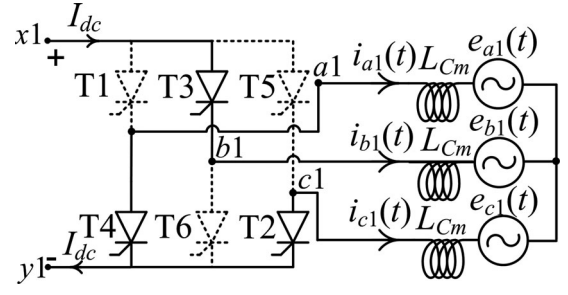 x1
I_dc
+
T1
T3
T5
a1
i_a1(t)
L_Cm
e_a1(t)
b1
i_b1(t)
L_Cm
e_b1(t)
c1
i_c1(t)
L_Cm
e_c1(t)
T4
T6
T2
y1
-
I_dc